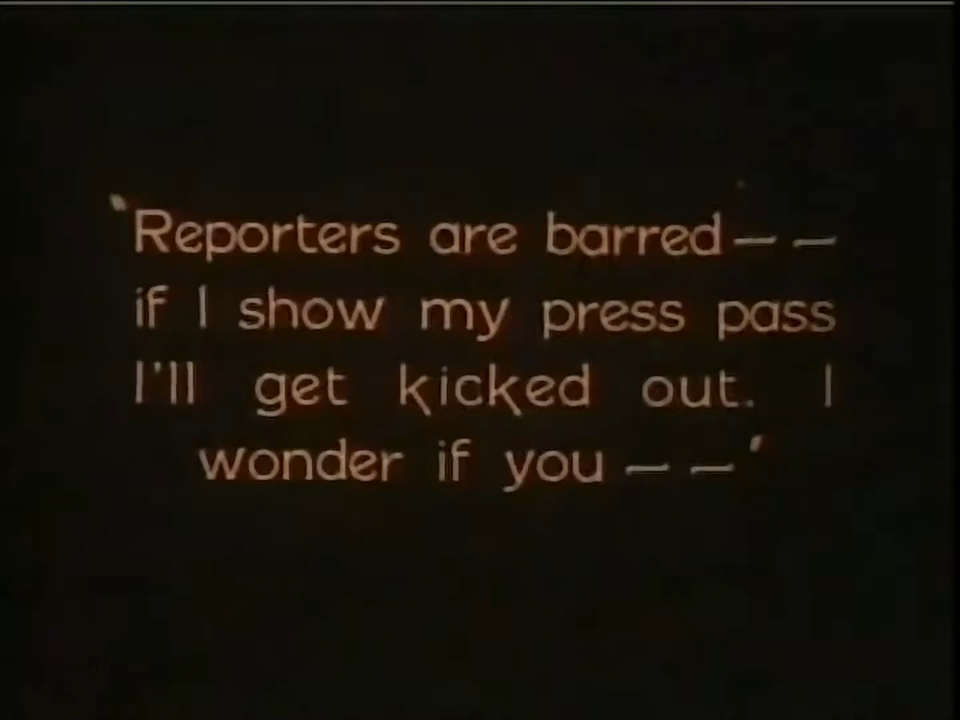 'Reporters are barred — —
if I show my press pass
I'll get kicked out. I
wonder if you — —'